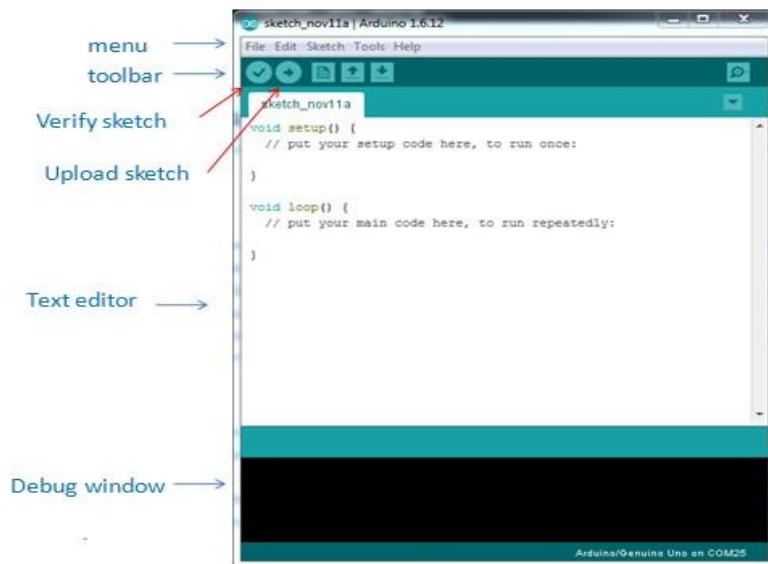 sketch_nov11a | Arduino 1.6.12
menu
File Edit Sketch Tools Help
toolbar
sketch_nov11a
Verify sketch
Upload sketch
void setup() {
// put your setup code here, to run once:
}
void loop() {
// put your main code here, to run repeatedly:
}
Text editor
Debug window
Arduino/Genuino Uno on COM25